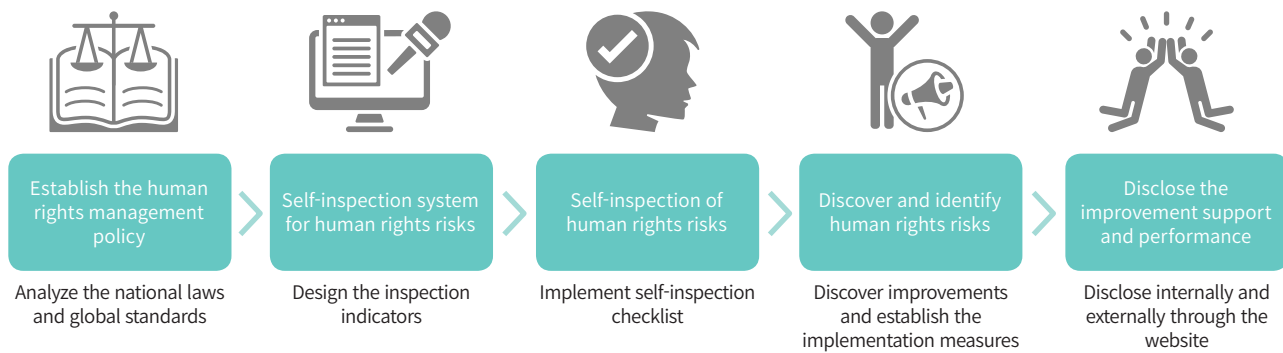 Establish the human
rights management
policy
Analyze the national laws
and global standards
Self-inspection system
for human rights risks
Design the inspection
indicators
Self-inspection of
human rights risks
Implement self-inspection
checklist
Discover and identify
human rights risks
Discover improvements
and establish the
implementation measures
Disclose the
improvement support
and performance
Disclose internally and
externally through the
website